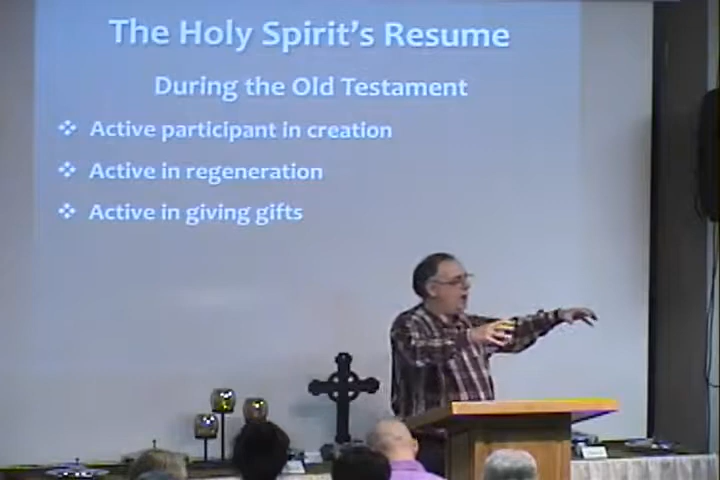 The Holy Spirit's Resume
During the Old Testament
❖ Active participant in creation
❖ Active in regeneration
❖ Active in giving gifts